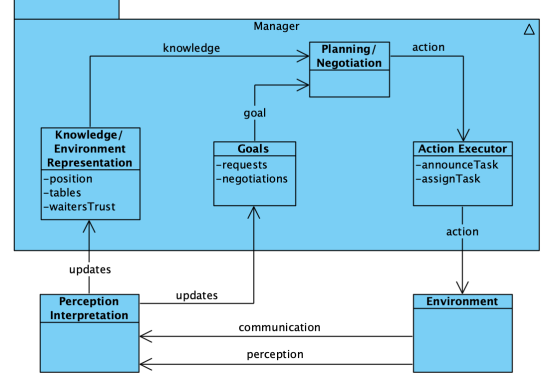 Manager
knowledge
Planning/
Negotiation
action
goal
Knowledge/
Environment
Representation
-position
-tables
-waitersTrust
Goals
-requests
-negotiations
Action Executor
-announceTask
-assignTask
action
updates
updates
Perception
Interpretation
Environment
communication
perception